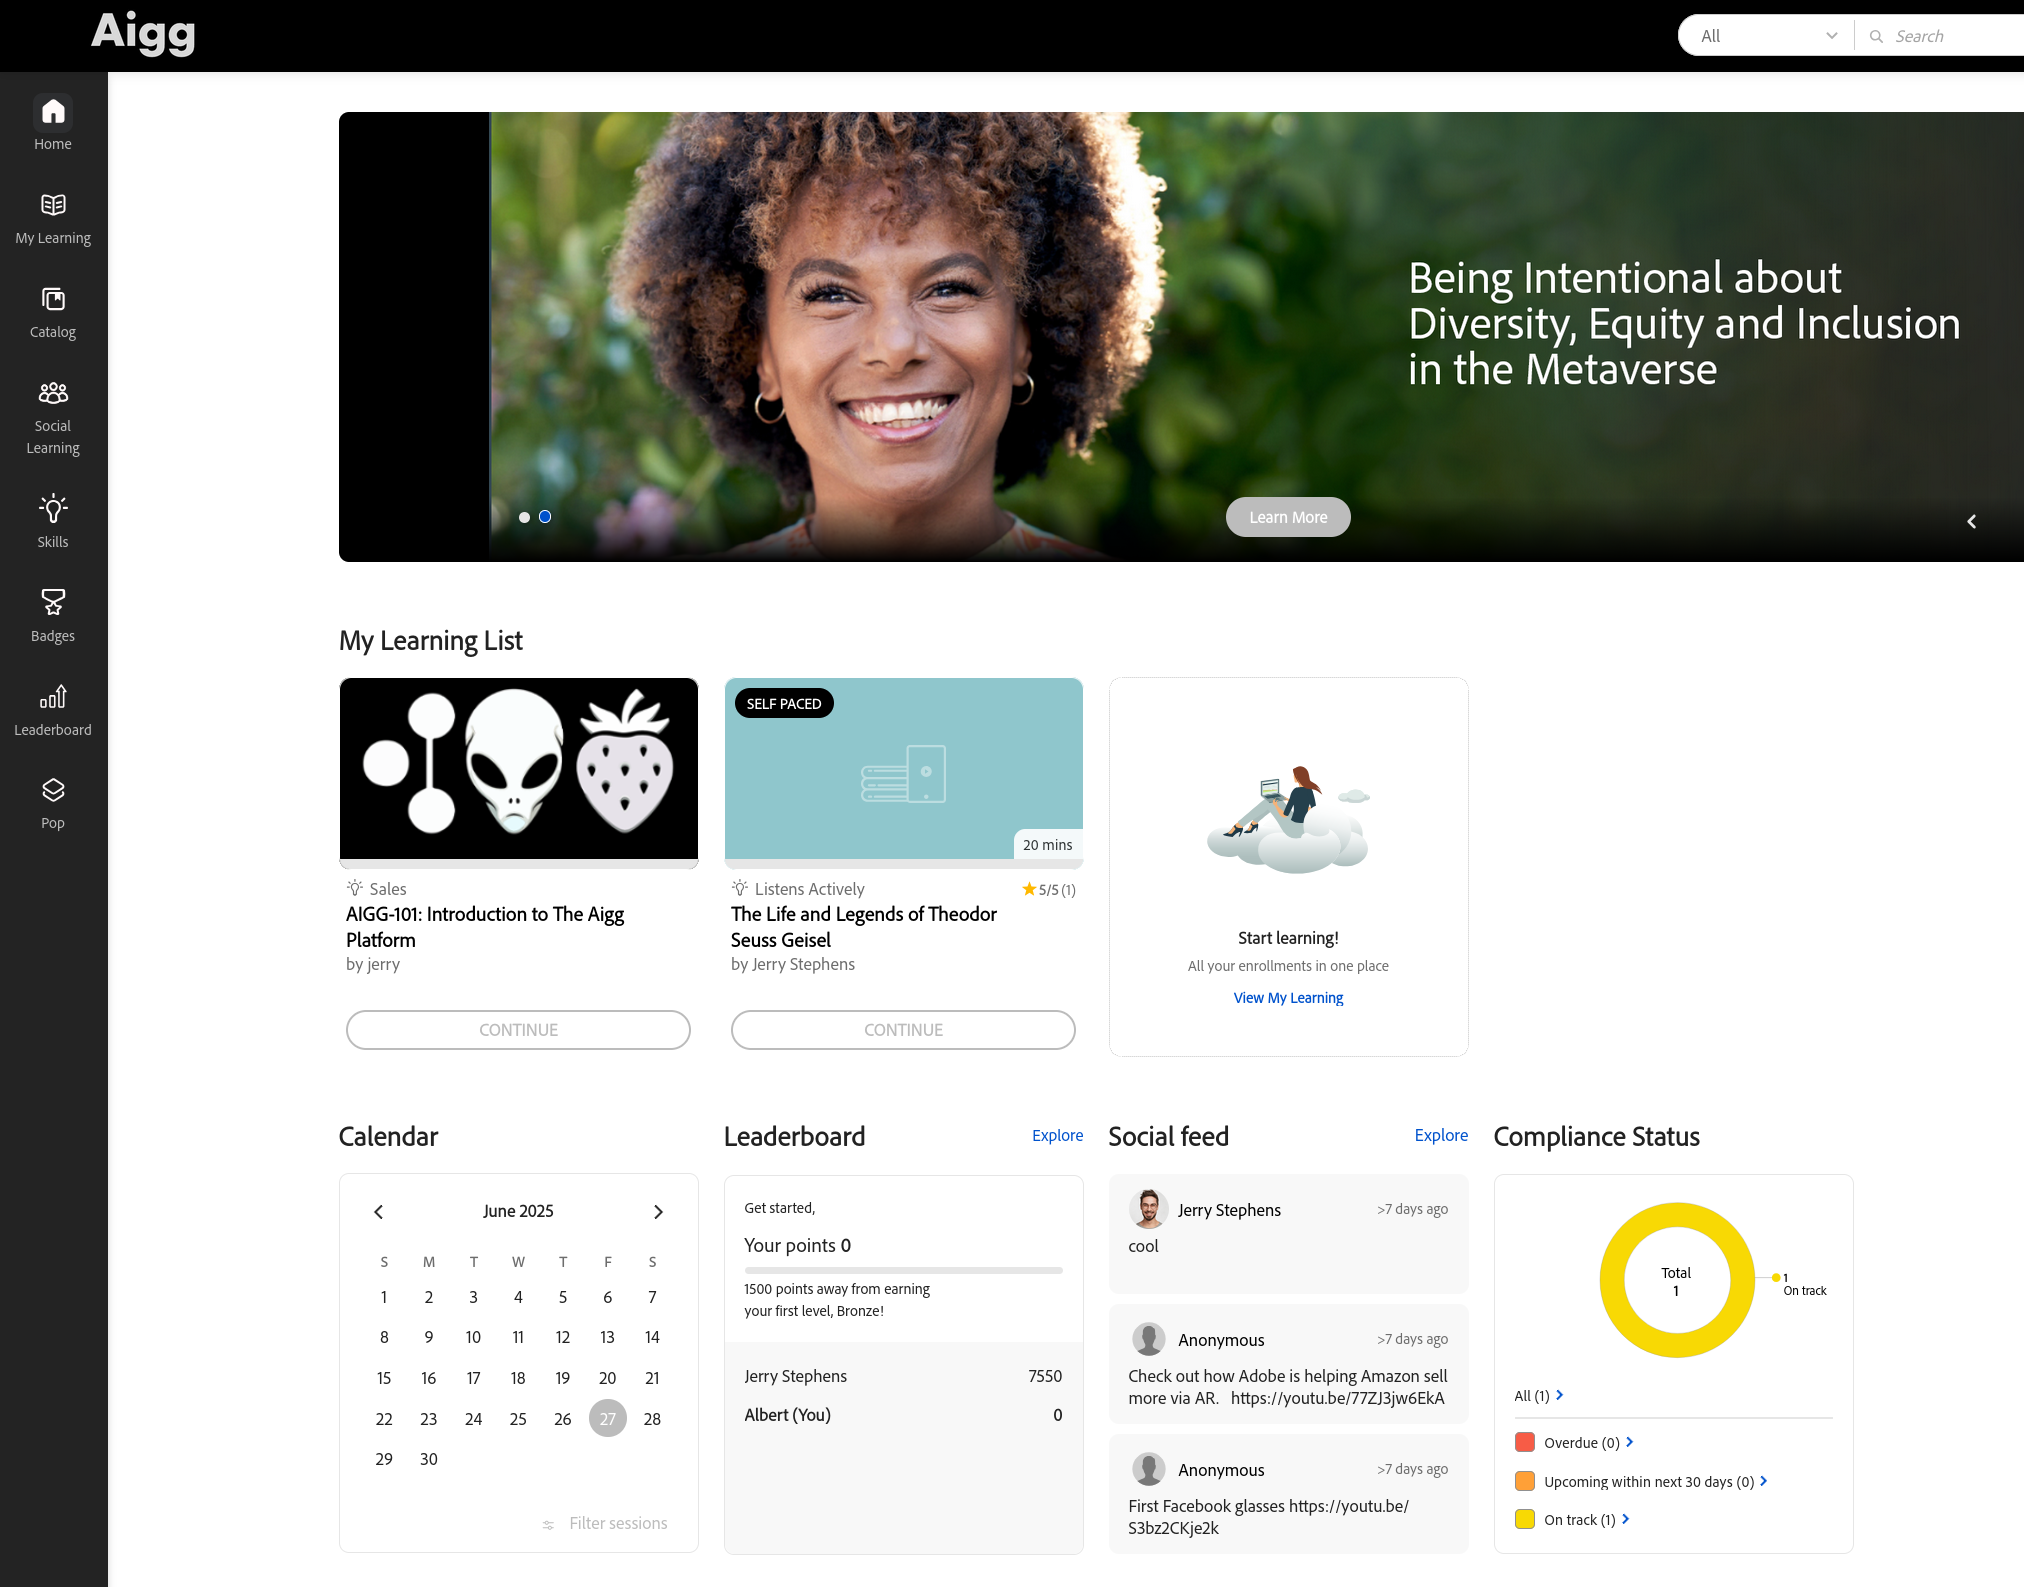 Aigg
All
Search
Home
My Learning
Catalog
Social
Learning
Skills
Badges
Leaderboard
Pop
Being Intentional about
Diversity, Equity and Inclusion
in the Metaverse
Learn More
My Learning List
Sales
AIGG-101: Introduction to The Aigg
Platform
by jerry
CONTINUE
SELF PACED
20 mins
Listens Actively
5/5 (1)
The Life and Legends of Theodor
Seuss Geisel
by Jerry Stephens
CONTINUE
Start learning!
All your enrollments in one place
View My Learning
Calendar
June 2025
S M T W T F S
1 2 3 4 5 6 7
8 9 10 11 12 13 14
15 16 17 18 19 20 21
22 23 24 25 26 27 28
29 30
Filter sessions
Leaderboard
Explore
Get started,
Your points 0
1500 points away from earning
your first level, Bronze!
Jerry Stephens 7550
Albert (You) 0
Social feed
Explore
Jerry Stephens >7 days ago
cool
Anonymous >7 days ago
Check out how Adobe is helping Amazon sell
more via AR. https://youtu.be/77ZJ3jw6EkA
Anonymous >7 days ago
First Facebook glasses https://youtu.be/
S3bz2CKje2k
Compliance Status
Total
1
1
On track
All (1)
Overdue (0)
Upcoming within next 30 days (0)
On track (1)